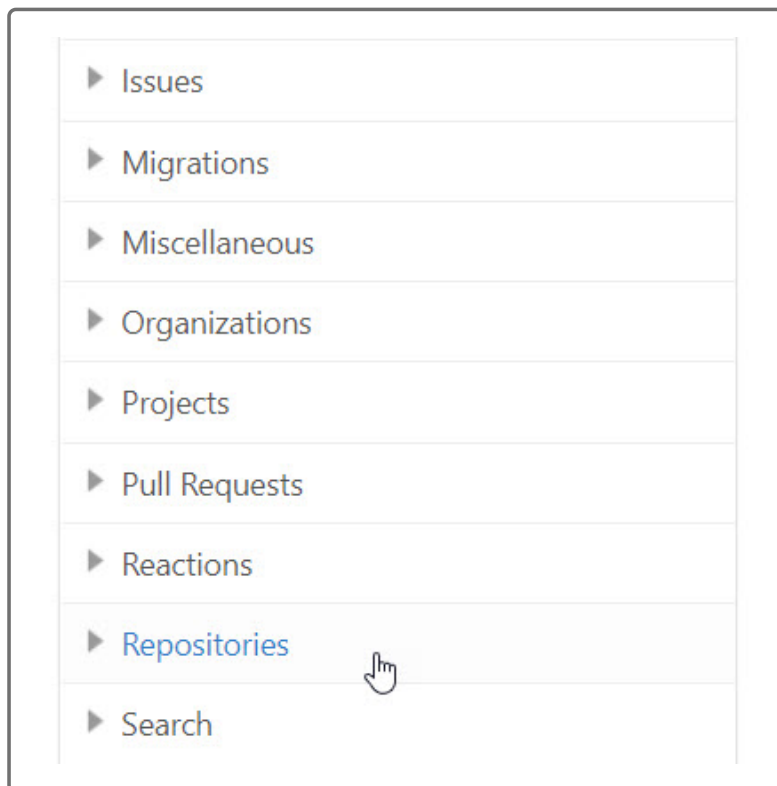 Issues
Migrations
Miscellaneous
Organizations
Projects
Pull Requests
Reactions
Repositories
Search